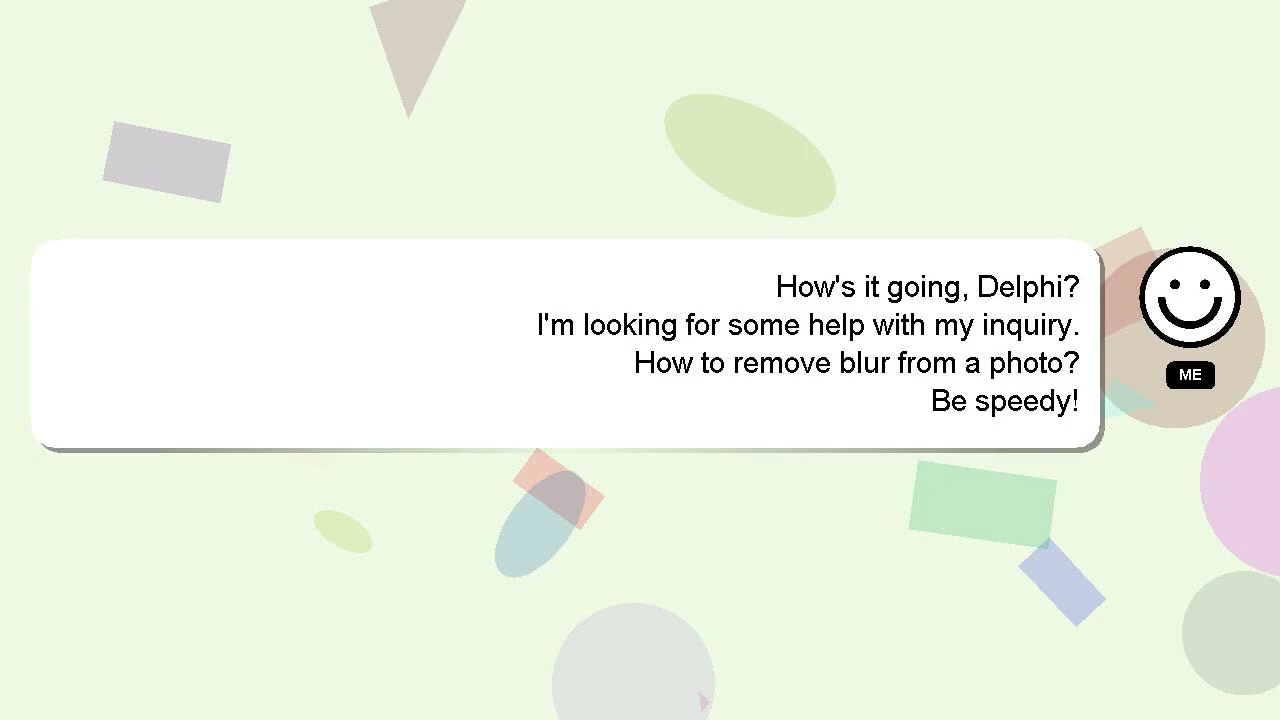 How's it going, Delphi?
I'm looking for some help with my inquiry.
How to remove blur from a photo?
Be speedy!
ME